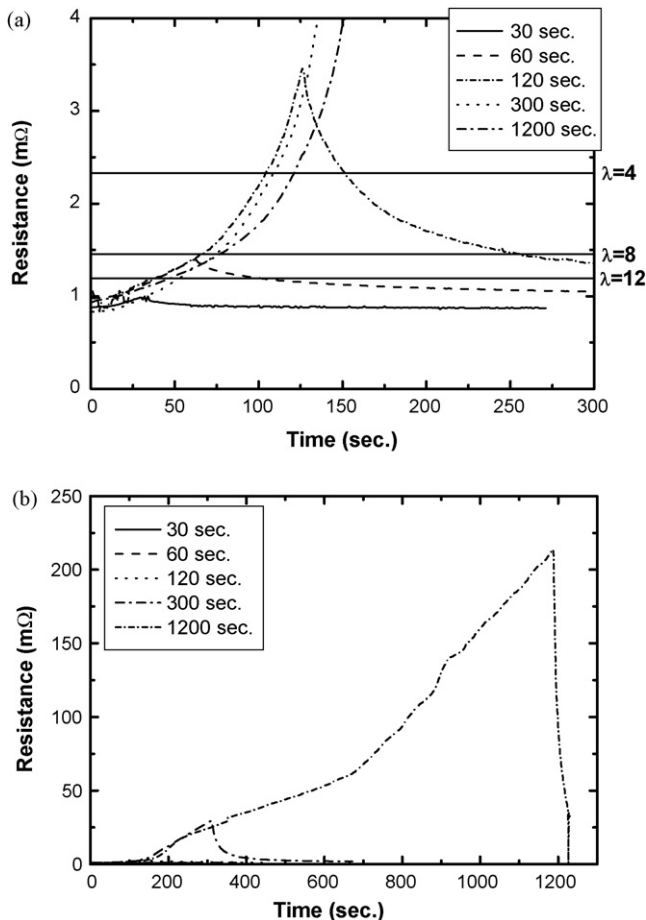 (a)
4
3
2
1
0
Resistance (mΩ)
30 sec.
60 sec.
120 sec.
300 sec.
1200 sec.
λ=4
λ=8
λ=12
0 50 100 150 200 250 300
Time (sec.)
(b)
250
200
150
100
50
0
Resistance (mΩ)
30 sec.
60 sec.
120 sec.
300 sec.
1200 sec.
0 200 400 600 800 1000 1200
Time (sec.)